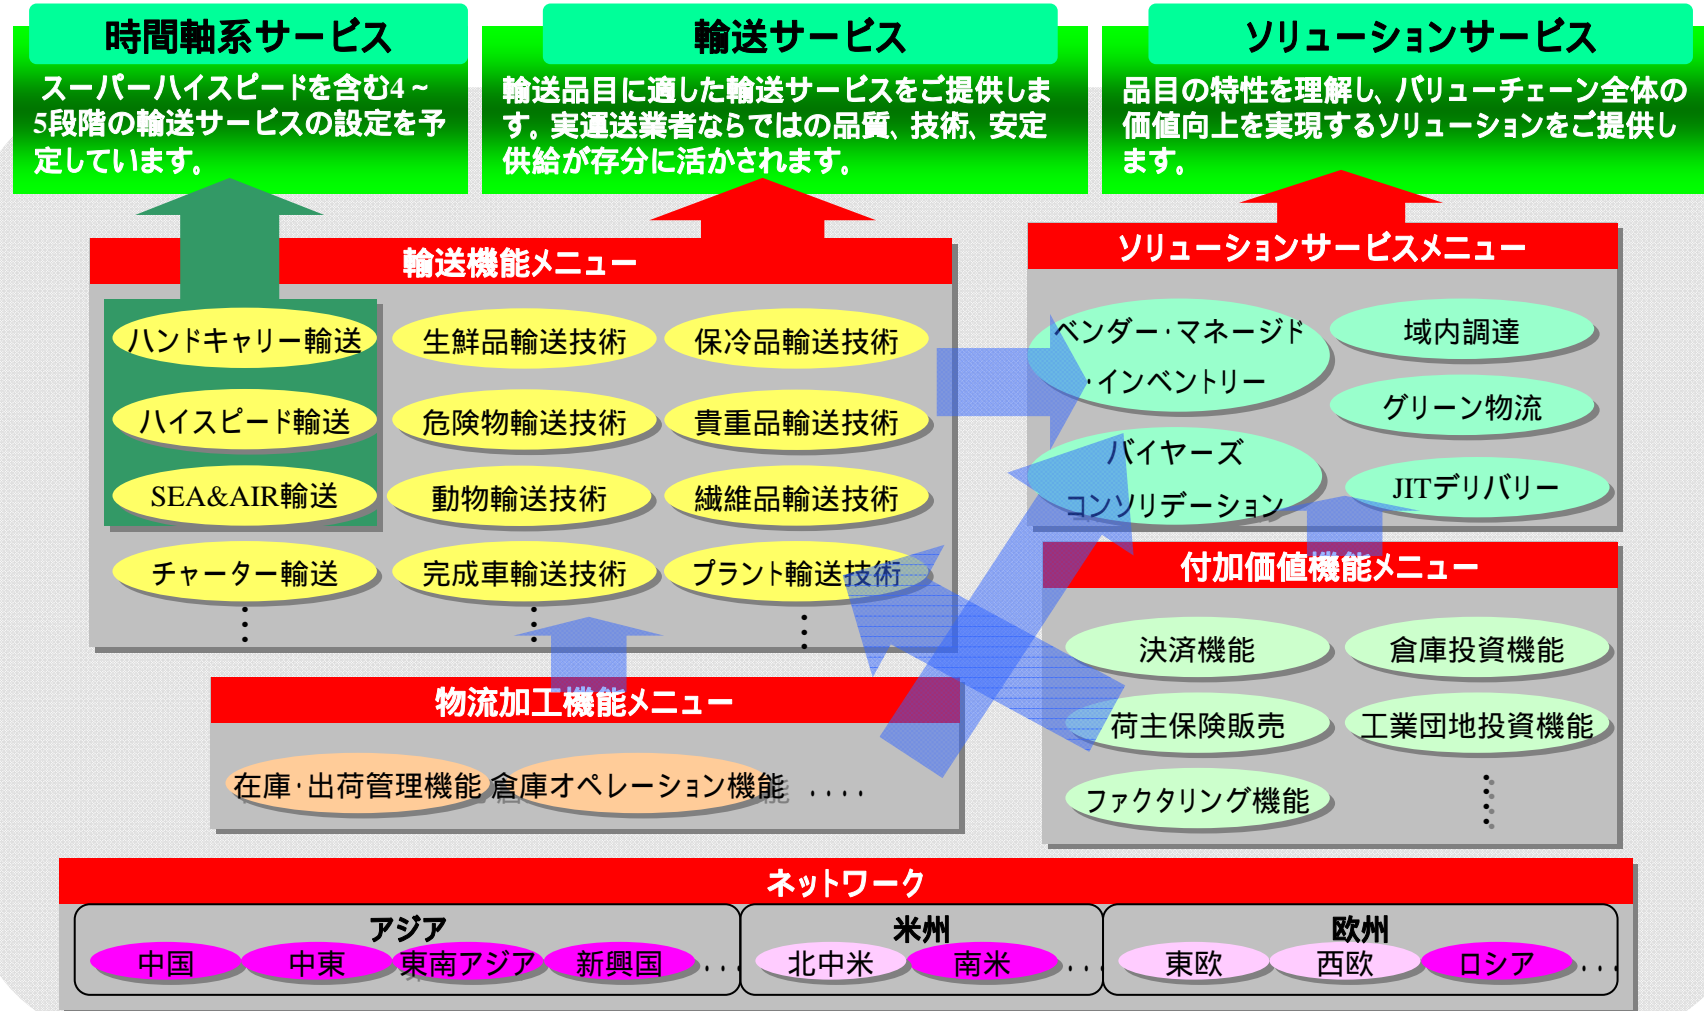 時間軸系サービス
スーパーハイスピードを含む4～
5段階の輸送サービスの設定を予
定しています。
輸送サービス
輸送品目に適した輸送サービスをご提供しま
す。実運送業者ならではの品質、技術、安定
供給が存分に活かされます。
ソリューションサービス
品目の特性を理解し、バリューチェーン全体の
価値向上を実現するソリューションをご提供し
ます。
輸送機能メニュー
ハンドキャリー輸送
生鮮品輸送技術
保冷品輸送技術
ハイスピード輸送
危険物輸送技術
貴重品輸送技術
SEA&AIR輸送
動物輸送技術
繊維品輸送技術
チャーター輸送
完成車輸送技術
プラント輸送技術
ソリューションサービスメニュー
ベンダー・マネージド
・インベントリー
域内調達
グリーン物流
バイヤーズ
コンソリデーション
JITデリバリー
付加価値機能メニュー
決済機能
倉庫投資機能
荷主保険販売
工業団地投資機能
ファクタリング機能
物流加工機能メニュー
在庫・出荷管理機能
倉庫オペレーション機能
....
ネットワーク
アジア
中国
中東
東南アジア
新興国
...
米州
北中米
南米
...
欧州
東欧
西欧
ロシア
...